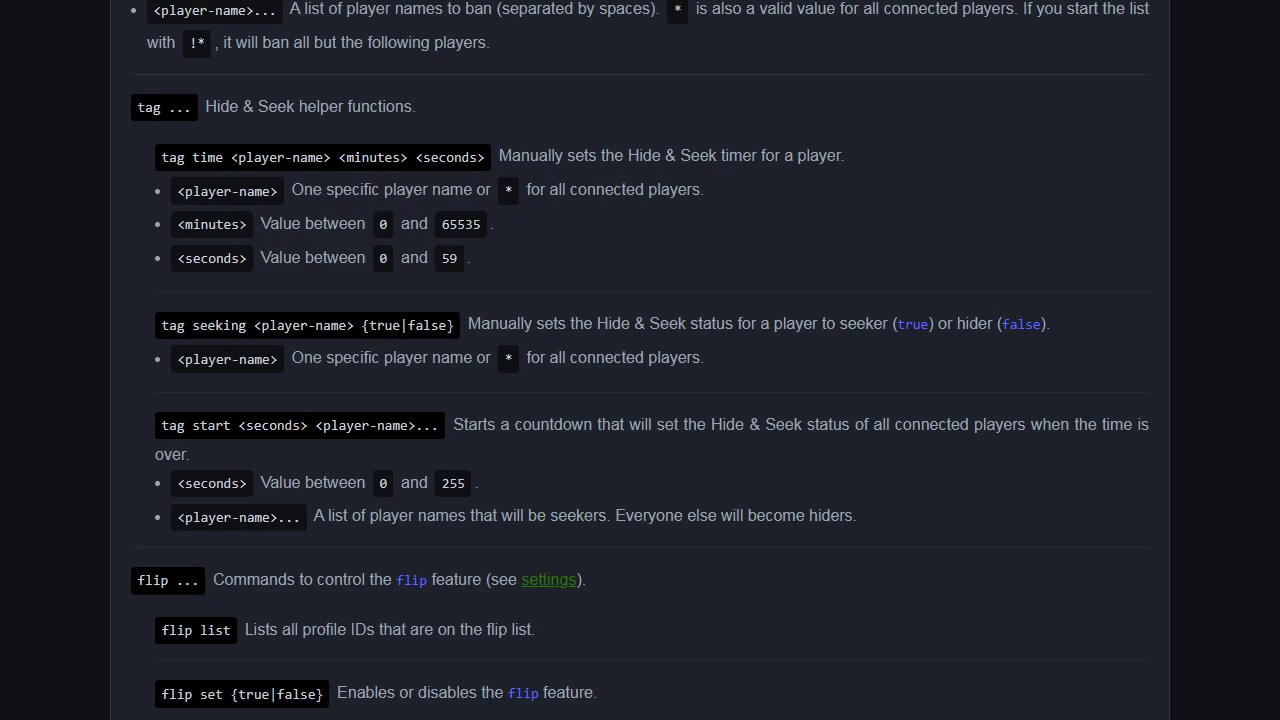 <player-name>... A list of player names to ban (separated by spaces). * is also a valid value for all connected players. If you start the list
with !* , it will ban all but the following players.
tag ... Hide & Seek helper functions.
tag time <player-name> <minutes> <seconds> Manually sets the Hide & Seek timer for a player.
<player-name> One specific player name or * for all connected players.
<minutes> Value between 0 and 65535 .
<seconds> Value between 0 and 59 .
tag seeking <player-name> {true|false} Manually sets the Hide & Seek status for a player to seeker (true) or hider (false).
<player-name> One specific player name or * for all connected players.
tag start <seconds> <player-name>... Starts a countdown that will set the Hide & Seek status of all connected players when the time is
over.
<seconds> Value between 0 and 255 .
<player-name>... A list of player names that will be seekers. Everyone else will become hiders.
flip ... Commands to control the flip feature (see settings).
flip list Lists all profile IDs that are on the flip list.
flip set {true|false} Enables or disables the flip feature.